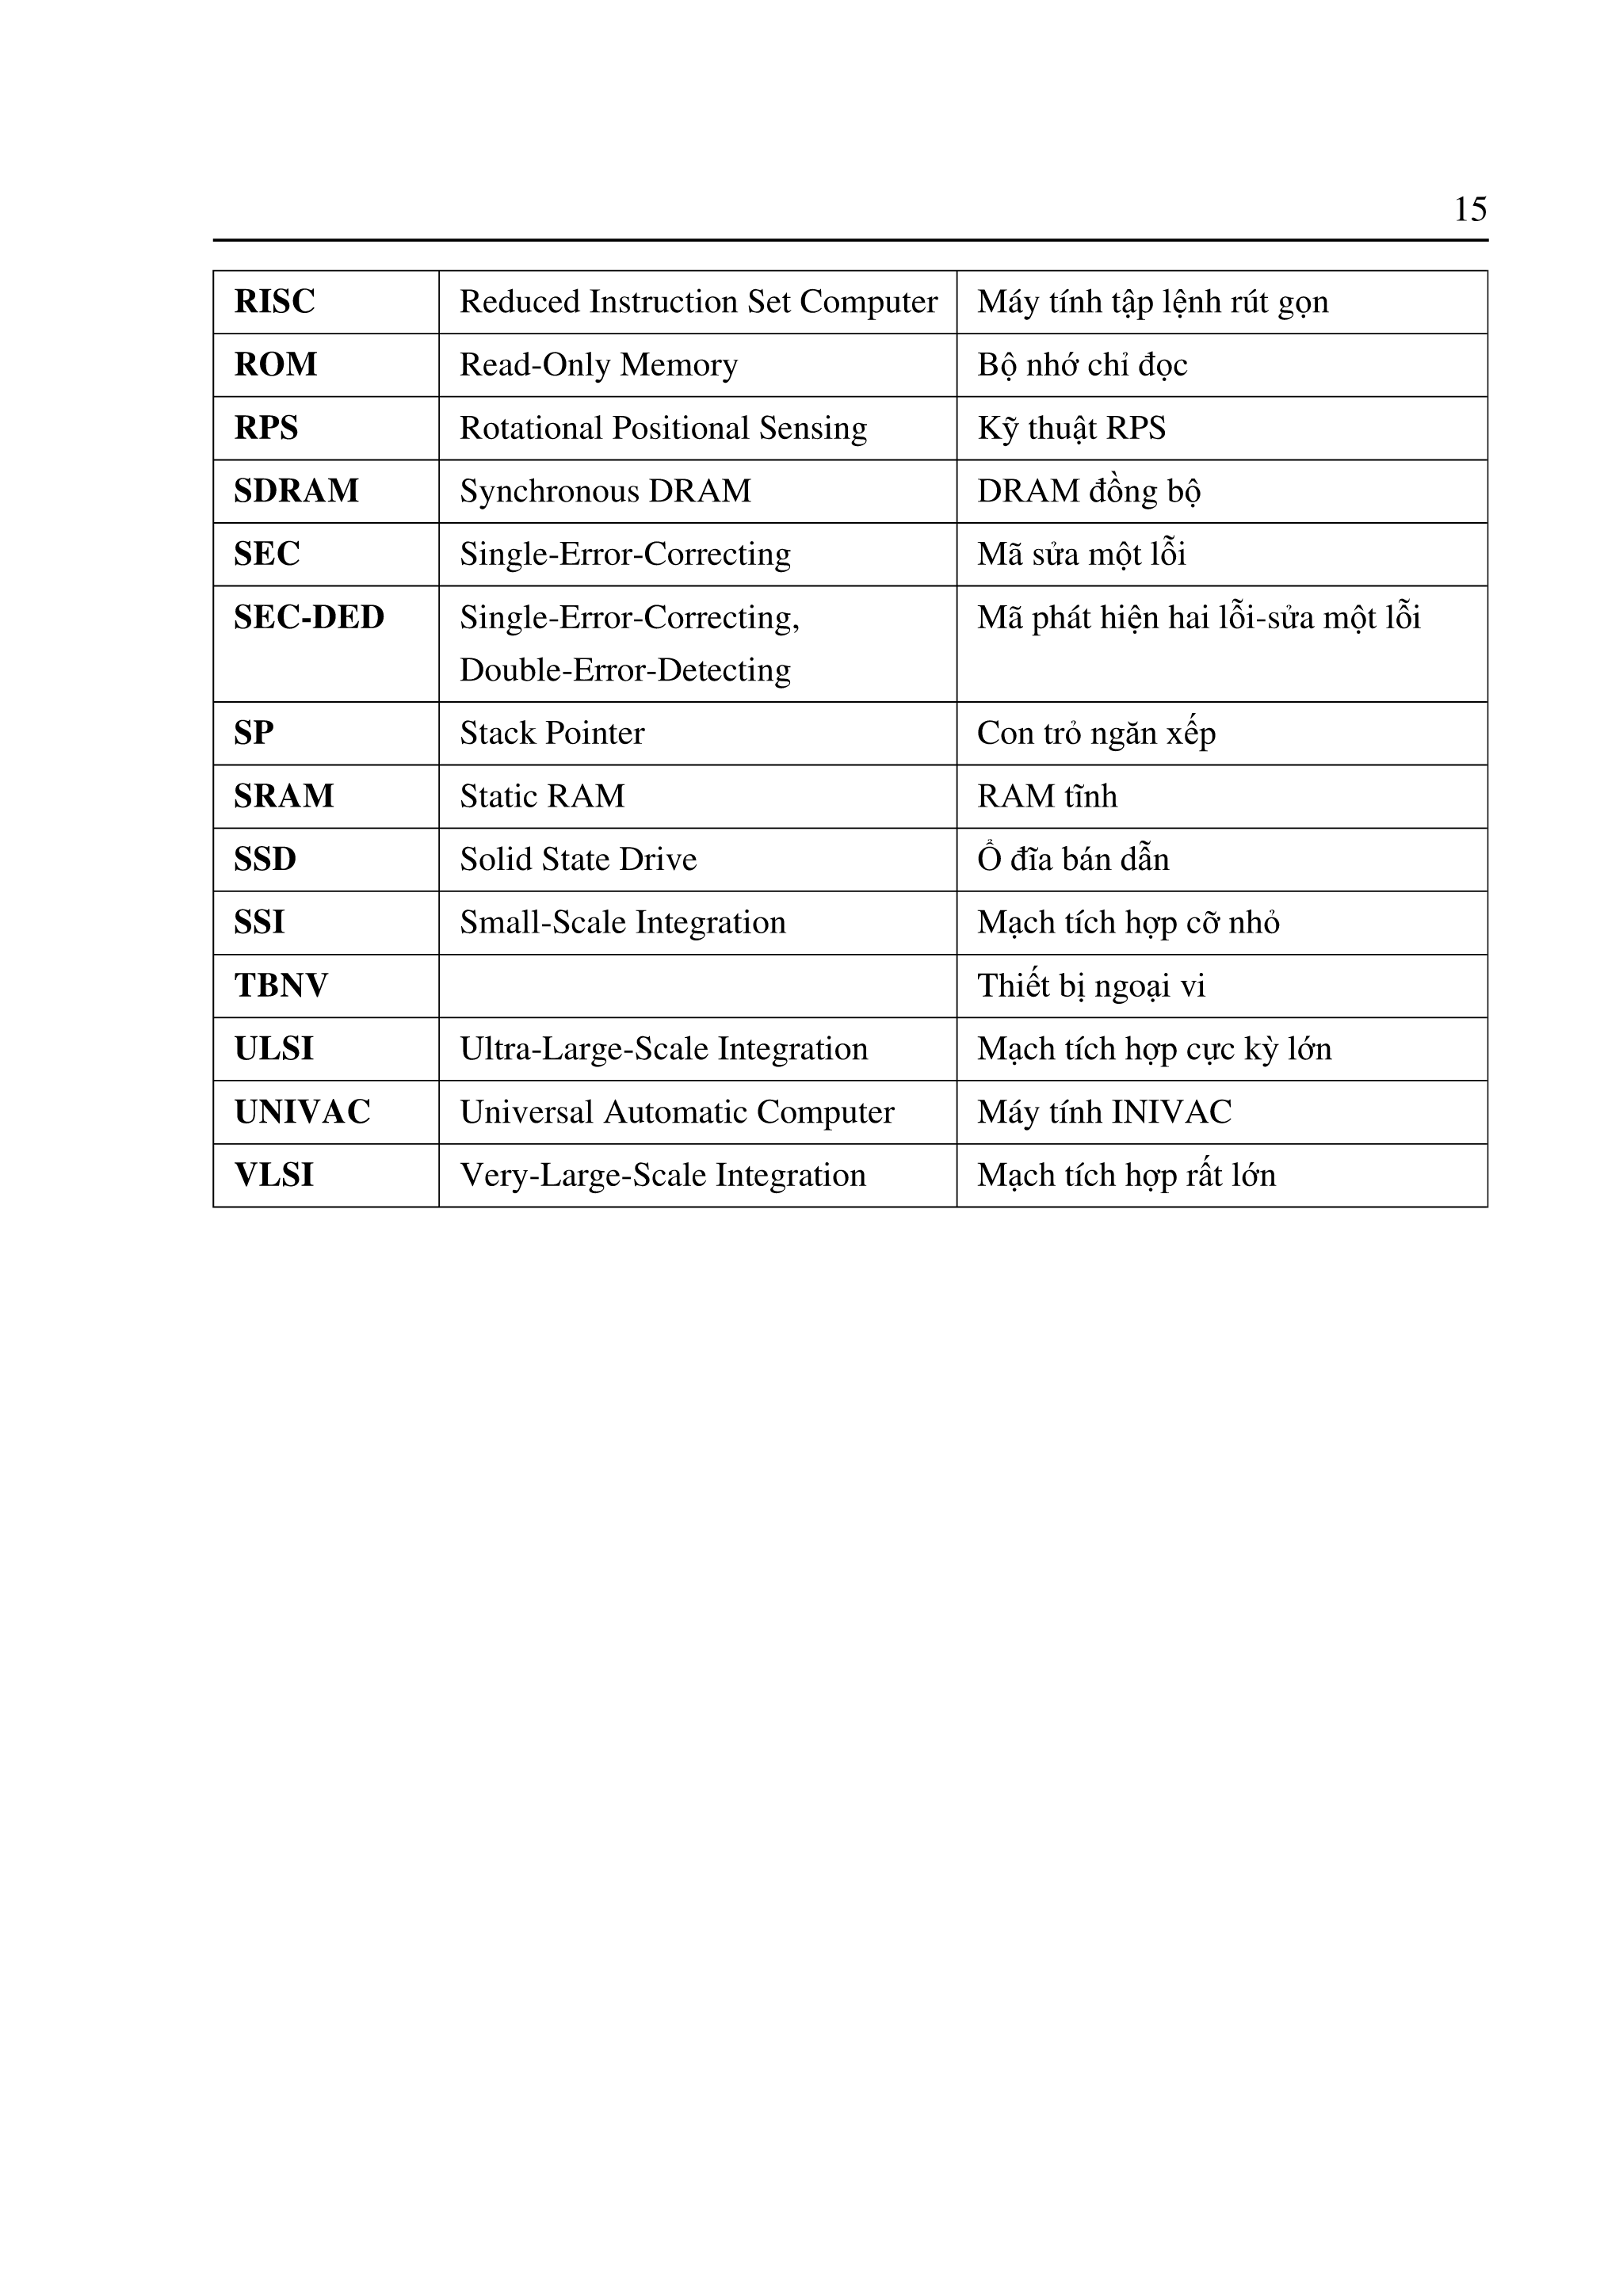 15
RISC Reduced Instruction Set Computer Máy tính tập lệnh rút gọn
ROM Read-Only Memory Bộ nhớ chỉ đọc
RPS Rotational Positional Sensing Kỹ thuật RPS
SDRAM Synchronous DRAM DRAM đồng bộ
SEC Single-Error-Correcting Mã sửa một lỗi
SEC-DED Single-Error-Correcting, Mã phát hiện hai lỗi-sửa một lỗi
Double-Error-Detecting
SP Stack Pointer Con trỏ ngăn xếp
SRAM Static RAM RAM tĩnh
SSD Solid State Drive Ổ đĩa bán dẫn
SSI Small-Scale Integration Mạch tích hợp cỡ nhỏ
TBNV Thiết bị ngoại vi
ULSI Ultra-Large-Scale Integration Mạch tích hợp cực kỳ lớn
UNIVAC Universal Automatic Computer Máy tính INIVAC
VLSI Very-Large-Scale Integration Mạch tích hợp rất lớn